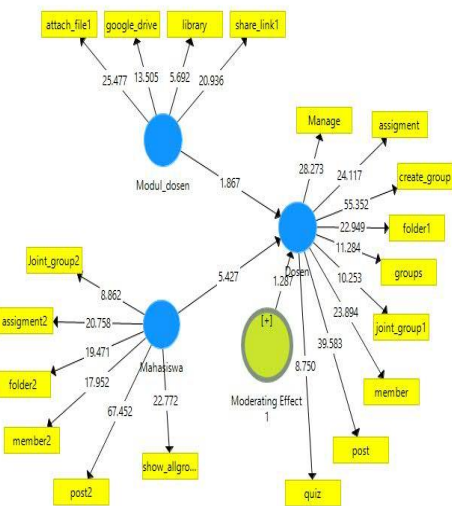 attach_file1 google_drive library share_link1
25.477 13.505 5.692 20.936
Modul_dosen
1.867
Manage
assigment
28.273 24.117
create_group
55.352
22.949 folder1
11.284
groups
Dosen
10.253
joint_group1
23.894
member
39.583
post
8.750
quiz
1.287
[+]
Moderating Effect
1
5.427
Joint_group2
8.862
assigment2
20.758
Mahasiswa
19.471
folder2
17.952
member2
67.452
post2
22.772
show_allgro...